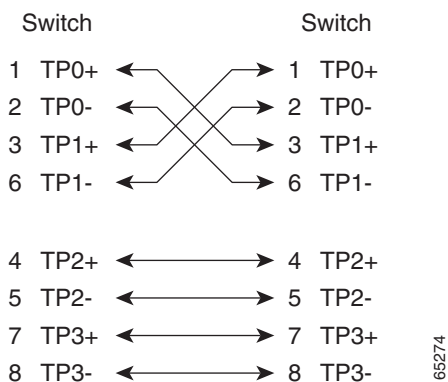 Switch Switch
1 TP0+ 1 TP0+
2 TP0- 2 TP0-
3 TP1+ 3 TP1+
6 TP1- 6 TP1-
4 TP2+ 4 TP2+
5 TP2- 5 TP2-
7 TP3+ 7 TP3+
8 TP3- 8 TP3-
65274